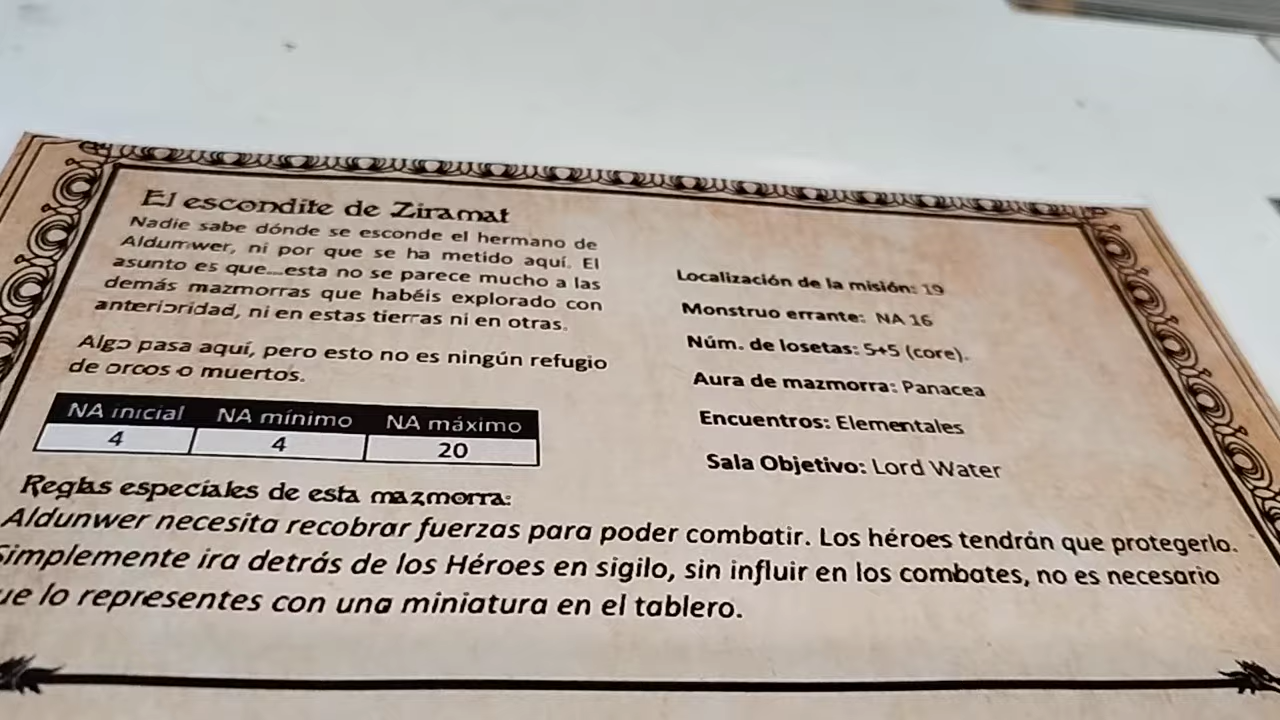 El escondite de Ziramat
Nadie sabe dónde se esconde el hermano de
Aldumwer, ni por que se ha metido aquí. El
asunto es que...esta no se parece mucho a las
demás mazmorras que habéis explorado con
anterioridad, ni en estas tierras ni en otras.
Algo pasa aquí, pero esto no es ningún refugio
de orcos o muertos.
NA inicial NA mínimo NA máximo
4 4 20
Localización de la misión: 19
Monstruo errante: NA 16
Núm. de losetas: 5+5 (core).
Aura de mazmorra: Panacea
Encuentros: Elementales
Sala Objetivo: Lord Water
Reglas especiales de esta mazmorra:
Aldunwer necesita recobrar fuerzas para poder combatir. Los héroes tendrán que protegerlo.
Simplemente ira detrás de los Héroes en sigilo, sin influir en los combates, no es necesario
ue lo representes con una miniatura en el tablero.